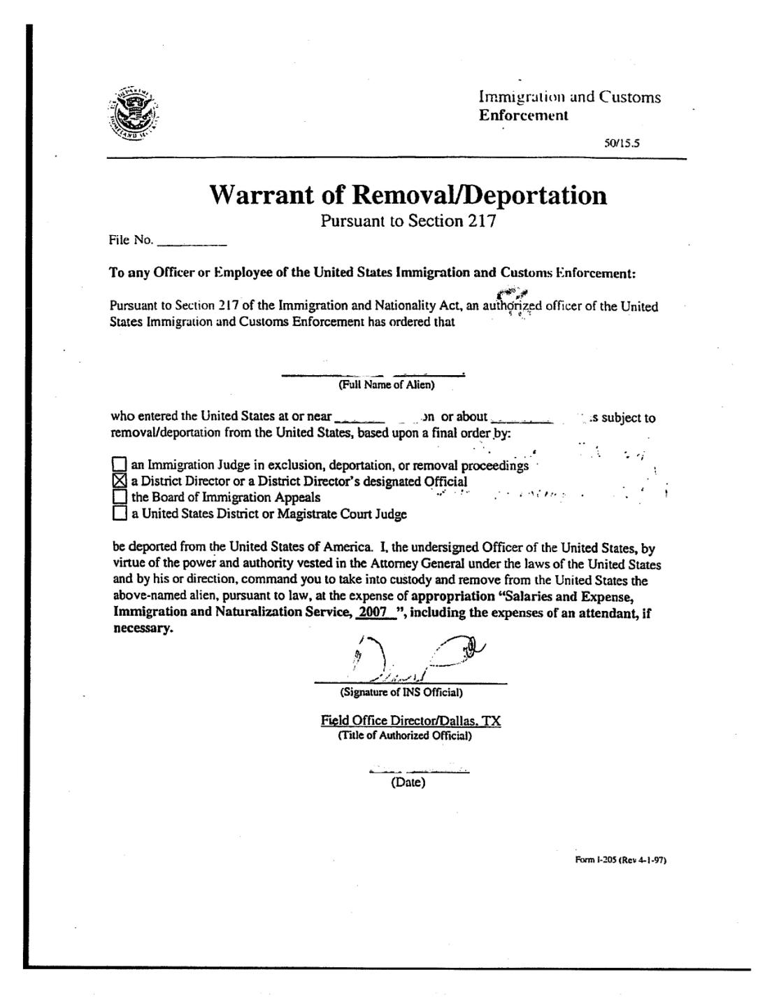 Immigration and Customs
Enforcement
50/15.5
Warrant of Removal/Deportation
Pursuant to Section 217
File No. __________
To any Officer or Employee of the United States Immigration and Customs Enforcement:
Pursuant to Section 217 of the Immigration and Nationality Act, an authorized officer of the United
States Immigration and Customs Enforcement has ordered that
(Full Name of Alien)
who entered the United States at or near ________ on or about __________ is subject to
removal/deportation from the United States, based upon a final order by:
☐ an Immigration Judge in exclusion, deportation, or removal proceedings
☒ a District Director or a District Director's designated Official
☐ the Board of Immigration Appeals
☐ a United States District or Magistrate Court Judge
be deported from the United States of America. I, the undersigned Officer of the United States, by
virtue of the power and authority vested in the Attorney General under the laws of the United States
and by his or direction, command you to take into custody and remove from the United States the
above-named alien, pursuant to law, at the expense of appropriation “Salaries and Expense,
Immigration and Naturalization Service, 2007 ”, including the expenses of an attendant, if
necessary.
(Signature of INS Official)
Field Office Director/Dallas, TX
(Title of Authorized Official)
(Date)
Form I-205 (Rev 4-1-97)